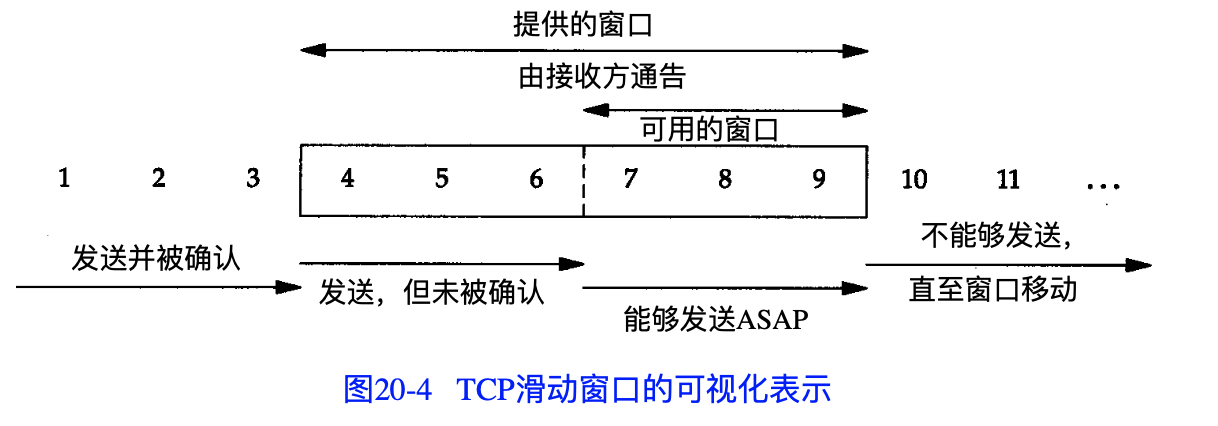 提供的窗口
由接收方通告
可用的窗口
1 2 3 4 5 6 7 8 9 10 11 ...
发送并被确认
发送，但未被确认
能够发送ASAP
不能够发送，
直至窗口移动
图20-4 TCP滑动窗口的可视化表示